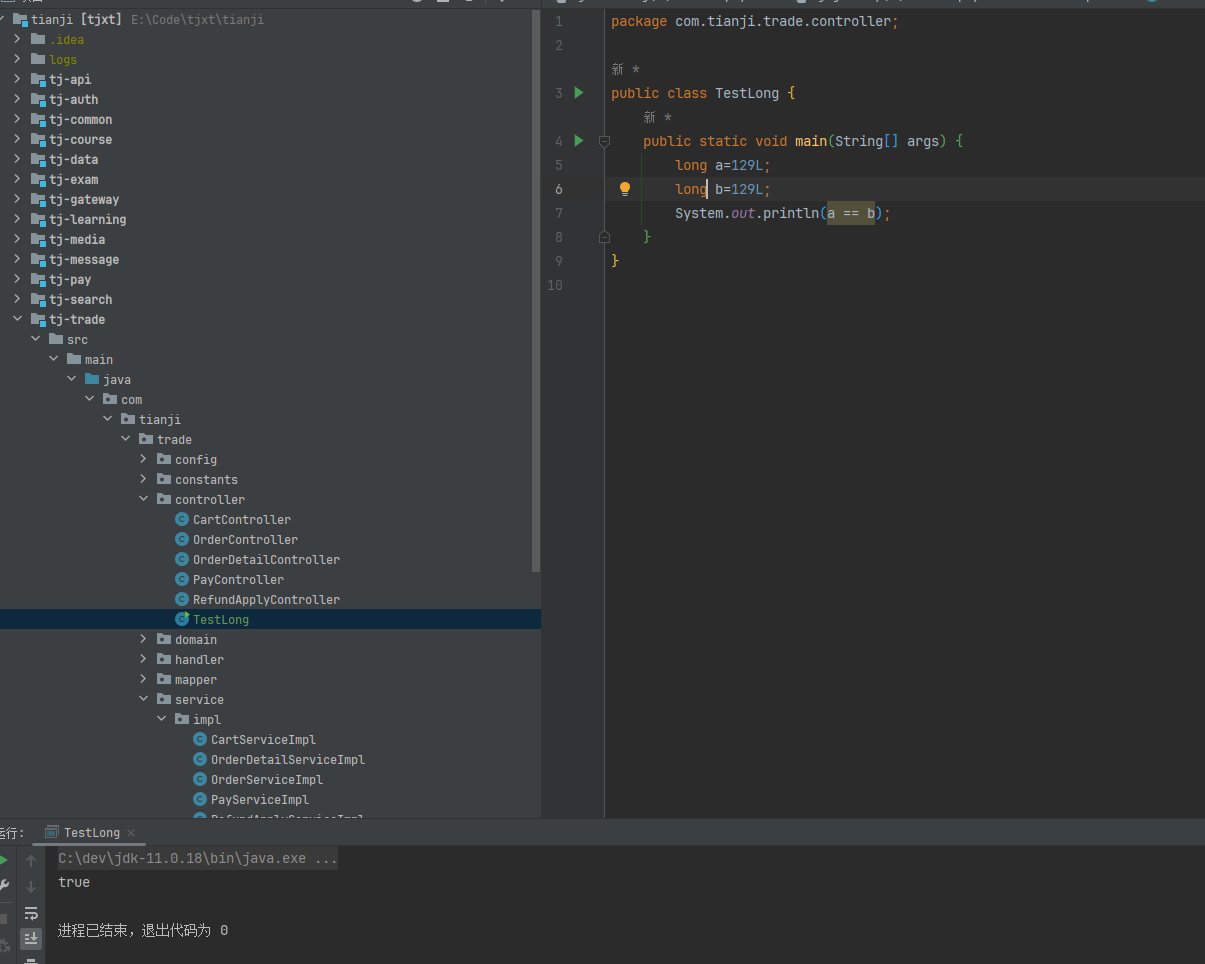 tianji [tjxt] E:\Code\tjxt\tianji
.idea
logs
tj-api
tj-auth
tj-common
tj-course
tj-data
tj-exam
tj-gateway
tj-learning
tj-media
tj-message
tj-pay
tj-search
tj-trade
src
main
java
com
tianji
trade
config
constants
controller
CartController
OrderController
OrderDetailController
PayController
RefundApplyController
TestLong
domain
handler
mapper
service
impl
CartServiceImpl
OrderDetailServiceImpl
OrderServiceImpl
PayServiceImpl
1 package com.tianji.trade.controller;
2
新 *
3 public class TestLong {
新 *
4 public static void main(String[] args) {
5 long a=129L;
6 long b=129L;
7 System.out.println(a == b);
8 }
9 }
10
运行: TestLong
C:\dev\jdk-11.0.18\bin\java.exe ...
true
进程已结束，退出代码为 0